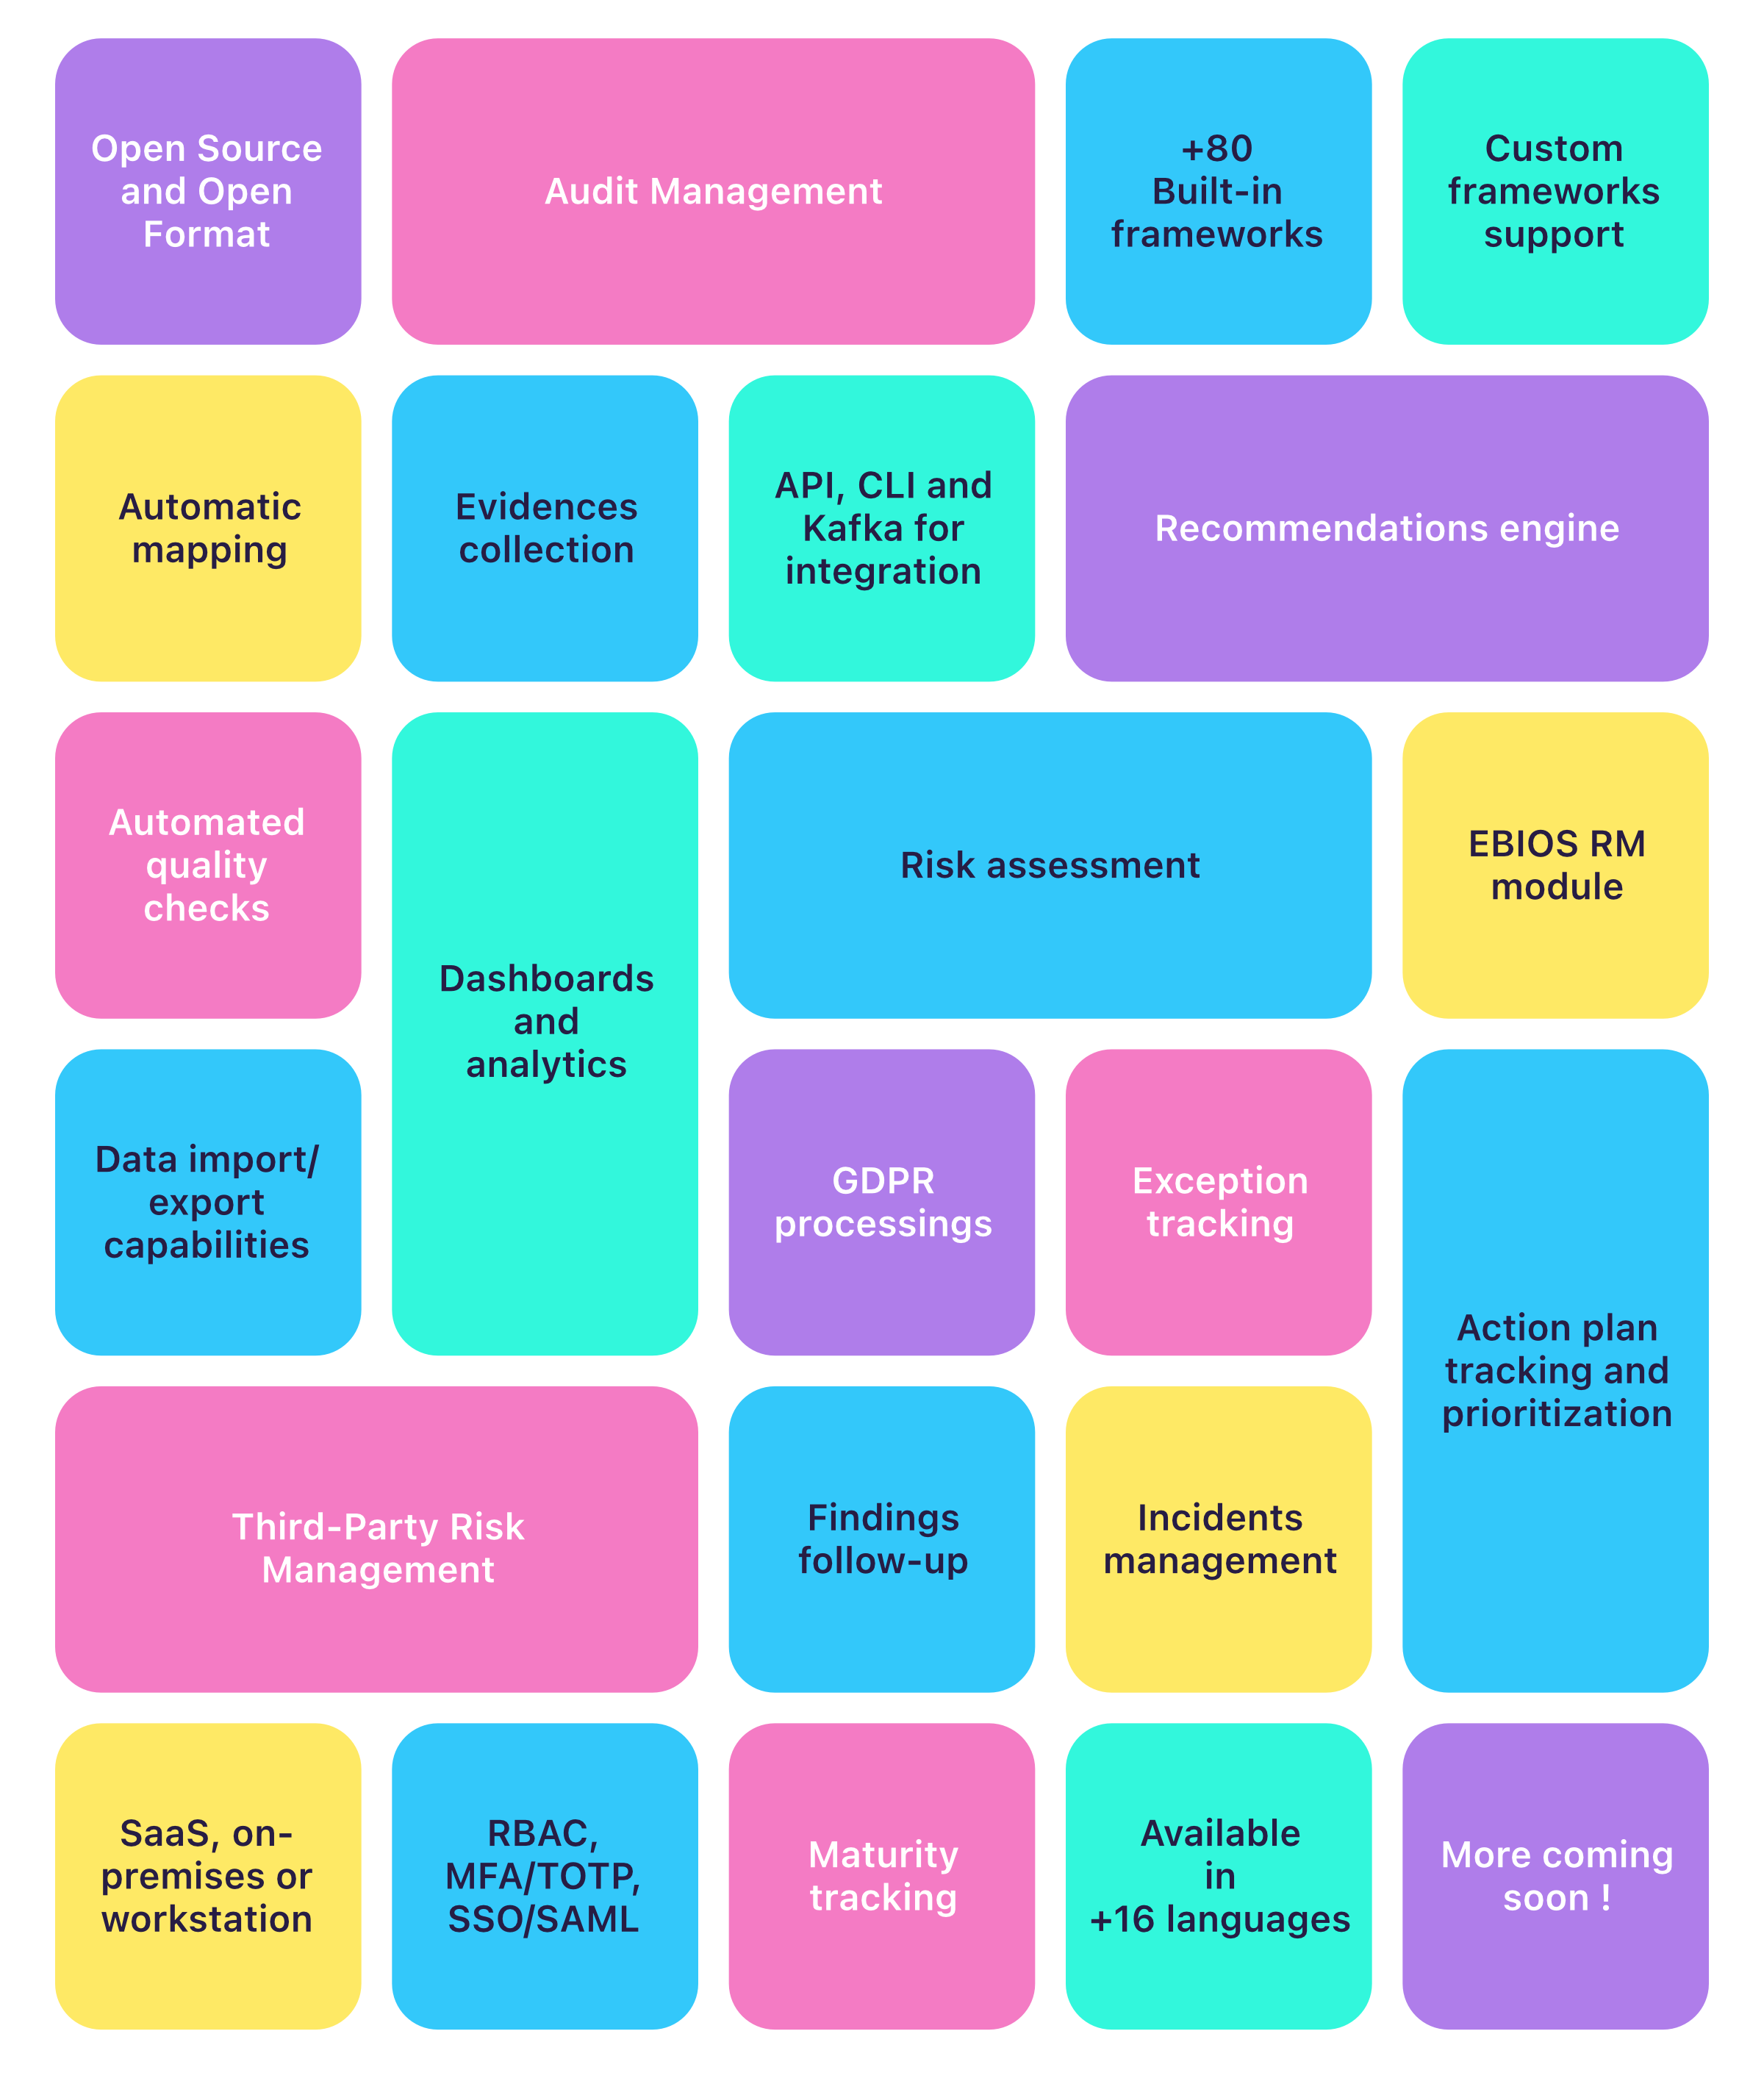 Open Source
and Open
Format
Audit Management
+80
Built-in
frameworks
Custom
frameworks
support
Automatic
mapping
Evidences
collection
API, CLI and
Kafka for
integration
Recommendations engine
Automated
quality
checks
Dashboards
and
analytics
Risk assessment
EBIOS RM
module
Data import/
export
capabilities
GDPR
processings
Exception
tracking
Action plan
tracking and
prioritization
Third-Party Risk
Management
Findings
follow-up
Incidents
management
SaaS, on-
premises or
workstation
RBAC,
MFA/TOTP,
SSO/SAML
Maturity
tracking
Available
in
+16 languages
More coming
soon !